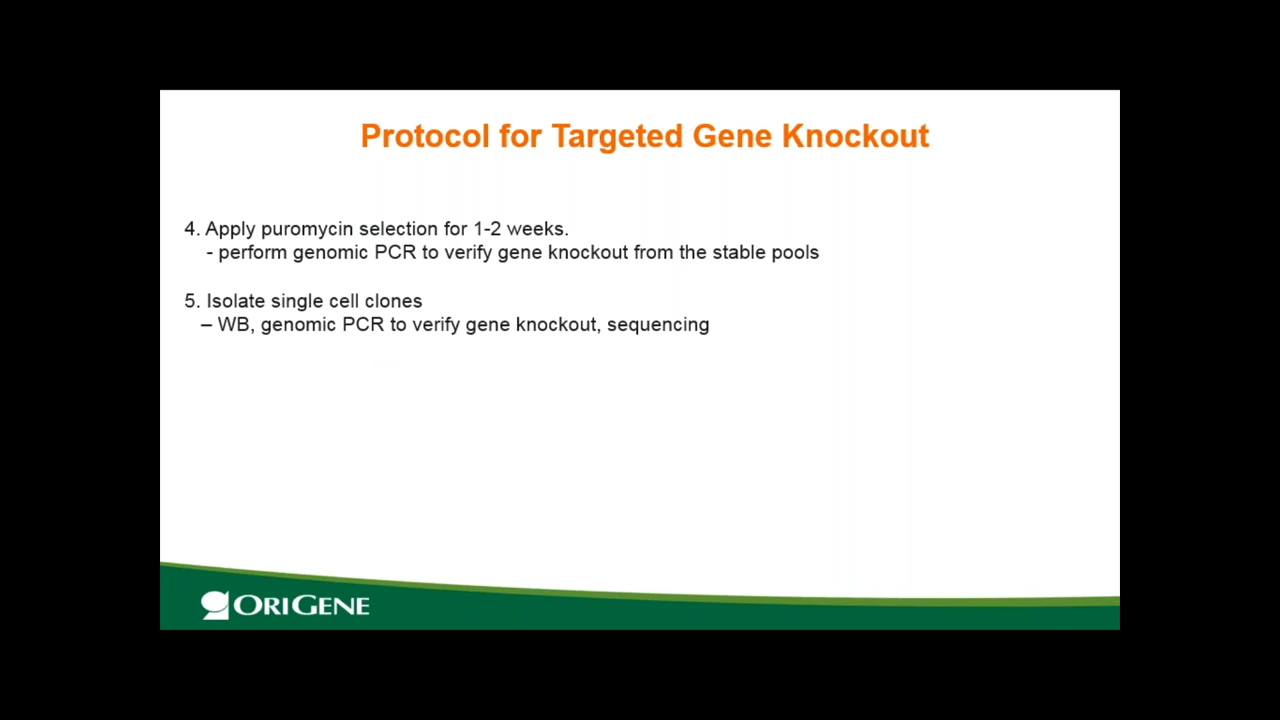 Protocol for Targeted Gene Knockout
4. Apply puromycin selection for 1-2 weeks.
- perform genomic PCR to verify gene knockout from the stable pools
5. Isolate single cell clones
– WB, genomic PCR to verify gene knockout, sequencing
ORIGENE